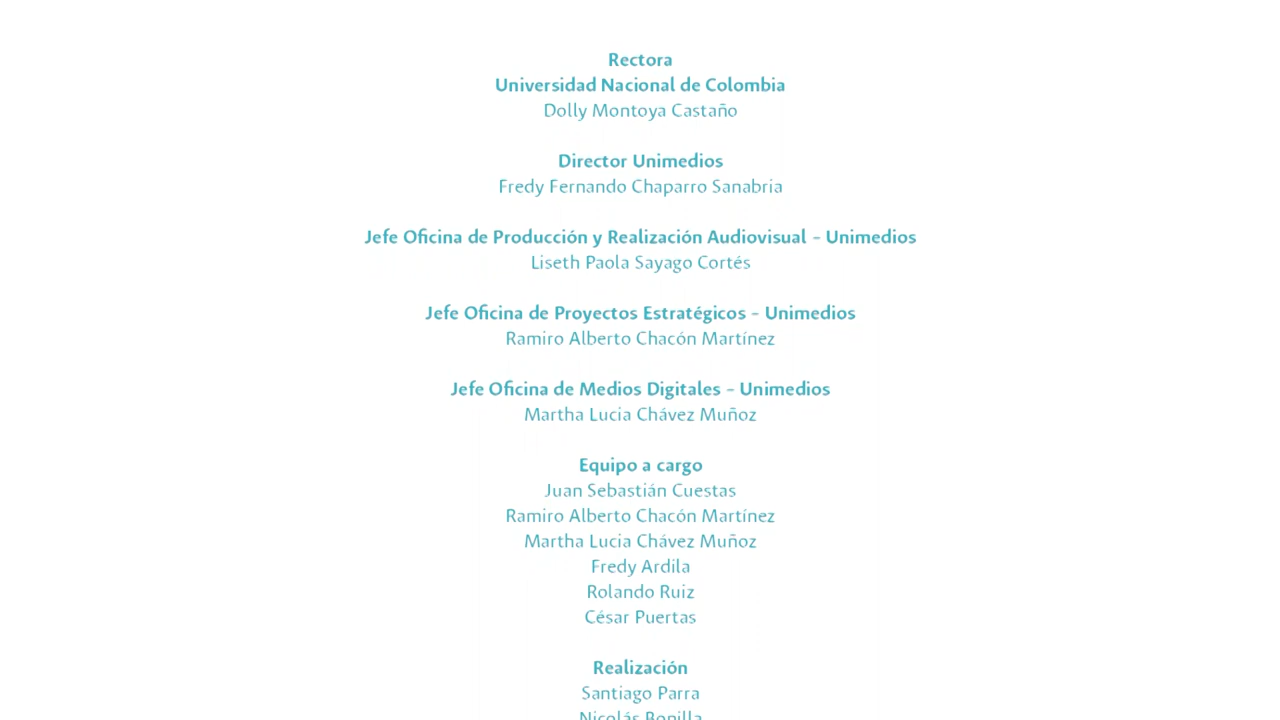 Rectora
Universidad Nacional de Colombia
Dolly Montoya Castaño
Director Unimedios
Fredy Fernando Chaparro Sanabria
Jefe Oficina de Producción y Realización Audiovisual - Unimedios
Liseth Paola Sayago Cortés
Jefe Oficina de Proyectos Estratégicos - Unimedios
Ramiro Alberto Chacón Martínez
Jefe Oficina de Medios Digitales - Unimedios
Martha Lucia Chávez Muñoz
Equipo a cargo
Juan Sebastián Cuestas
Ramiro Alberto Chacón Martínez
Martha Lucia Chávez Muñoz
Fredy Ardila
Rolando Ruiz
César Puertas
Realización
Santiago Parra
Nicolás Bonilla